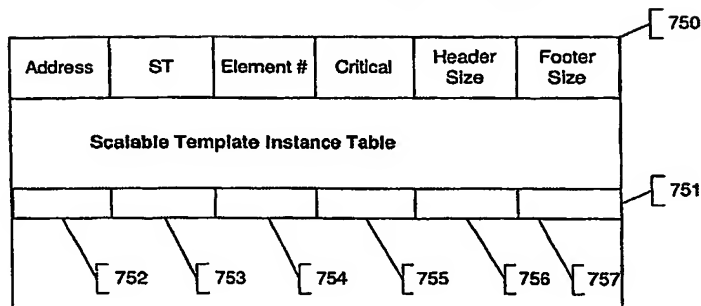 750
Address ST Element # Critical Header Size Footer Size
Scalable Template Instance Table
751
752 753 754 755 756 757